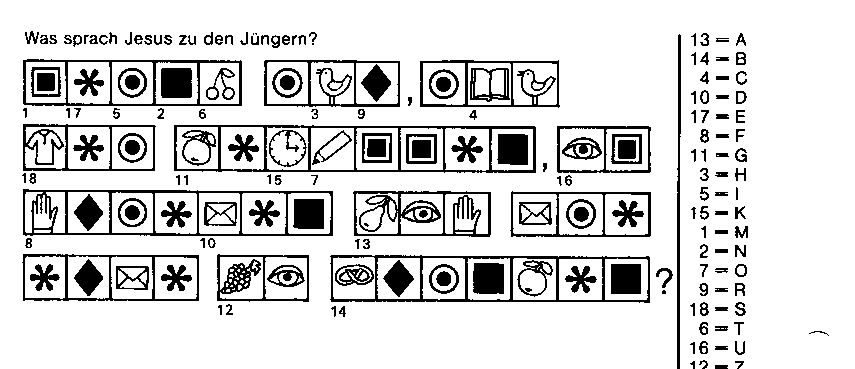 Was sprach Jesus zu den Jüngern?
,
1 17 5 2 6 3 9 4
,
18 11 15 7 16
8 10 13
?
12 14
13 = A
14 = B
4 = C
10 = D
17 = E
8 = F
11 = G
3 = H
5 = I
15 = K
1 = M
2 = N
7 = O
9 = R
18 = S
6 = T
16 = U
12 = Z